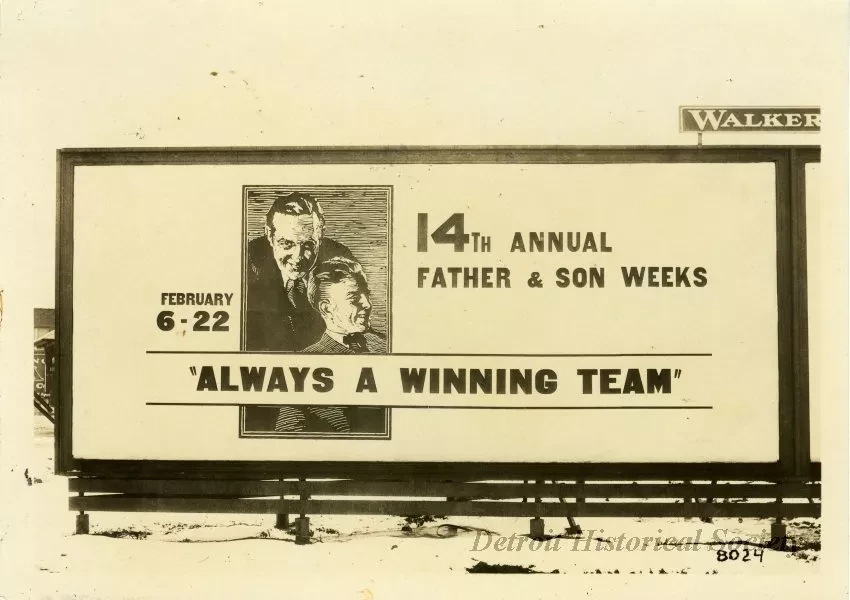 WALKER
14TH ANNUAL
FATHER & SON WEEKS
FEBRUARY
6-22
"ALWAYS A WINNING TEAM"
Detroit Historical Society
8024